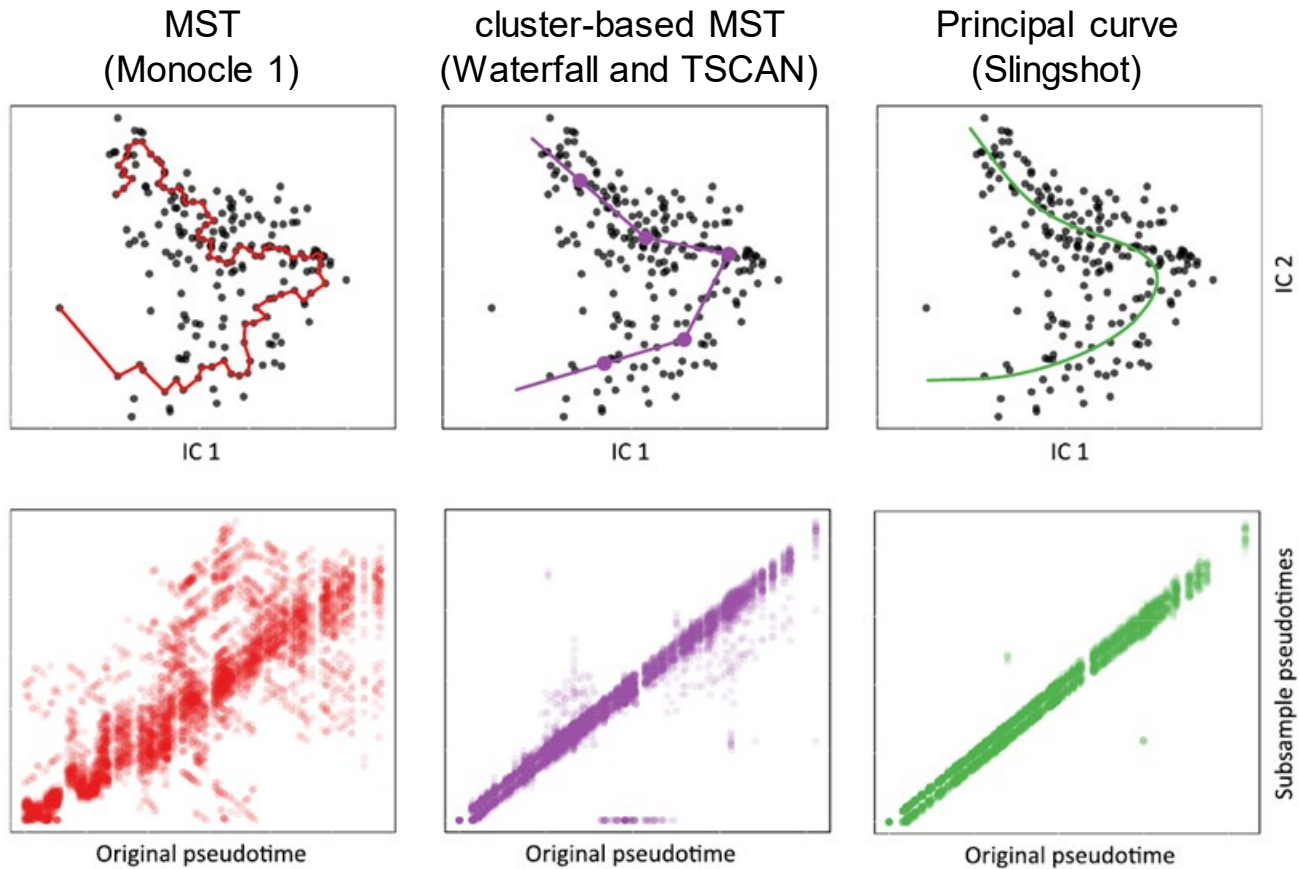 MST
(Monocle 1)
cluster-based MST
(Waterfall and TSCAN)
Principal curve
(Slingshot)
IC 1
IC 1
IC 1
IC 2
Original pseudotime
Original pseudotime
Original pseudotime
Subsample pseudotimes